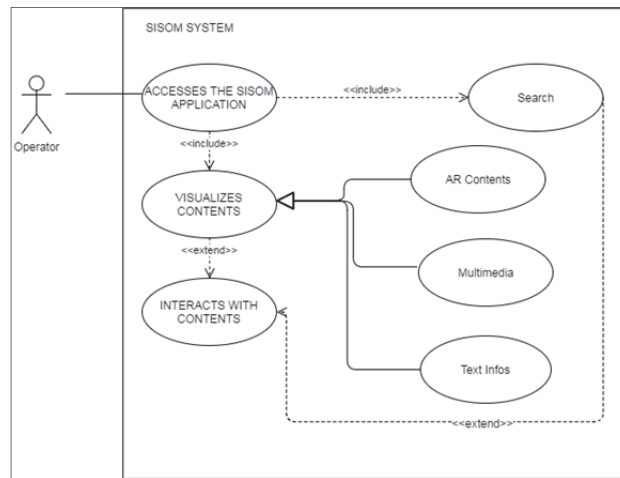 SISOM SYSTEM
ACCESSES THE SISOM
APPLICATION
<<include>>
Search
Operator
<<include>>
VISUALIZES
CONTENTS
AR Contents
<<extend>>
Multimedia
INTERACTS WITH
CONTENTS
Text Infos
<<extend>>